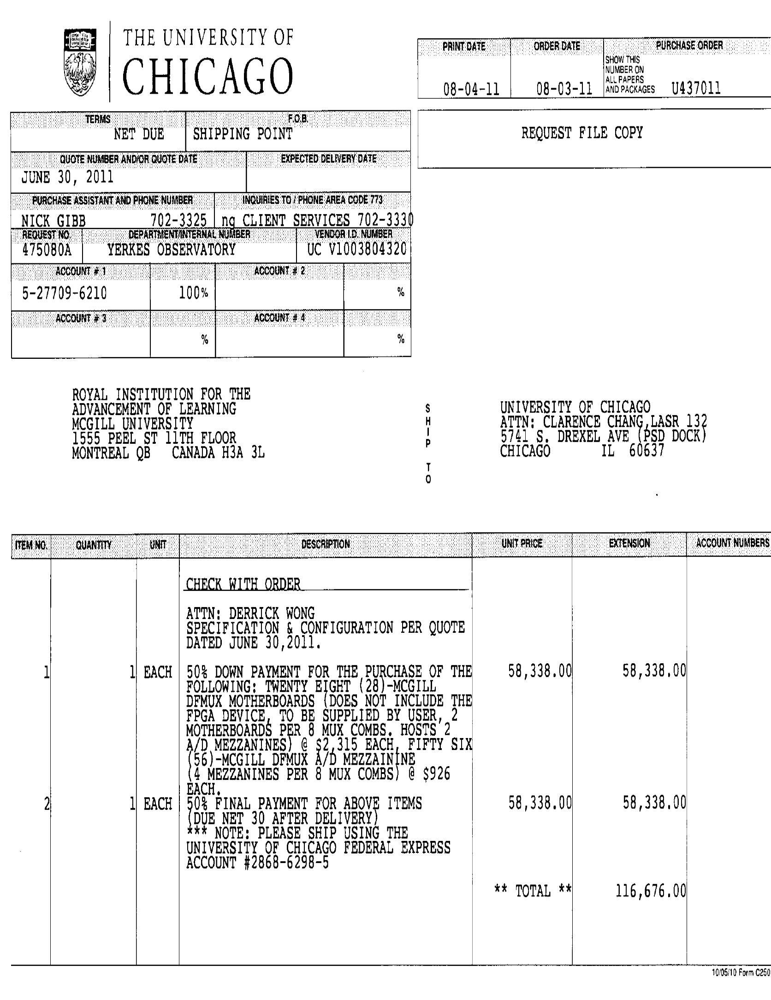 THE UNIVERSITY OF
CHICAGO
PRINT DATE ORDER DATE PURCHASE ORDER
SHOW THIS
NUMBER ON
ALL PAPERS
AND PACKAGES
08-04-11 08-03-11 U437011
TERMS F.O.B.
NET DUE SHIPPING POINT
REQUEST FILE COPY
QUOTE NUMBER AND/OR QUOTE DATE EXPECTED DELIVERY DATE
JUNE 30, 2011
PURCHASE ASSISTANT AND PHONE NUMBER INQUIRIES TO / PHONE AREA CODE 773
NICK GIBB 702-3325 ng CLIENT SERVICES 702-3330
REQUEST NO. DEPARTMENT/INTERNAL NUMBER VENDOR I.D. NUMBER
475080A YERKES OBSERVATORY UC V1003804320
ACCOUNT # 1 ACCOUNT # 2
5-27709-6210 100% %
ACCOUNT # 3 ACCOUNT # 4
% %
ROYAL INSTITUTION FOR THE
ADVANCEMENT OF LEARNING
MCGILL UNIVERSITY
1555 PEEL ST 11TH FLOOR
MONTREAL QB CANADA H3A 3L
SHIP TO
UNIVERSITY OF CHICAGO
ATTN: CLARENCE CHANG,LASR 132
5741 S. DREXEL AVE (PSD DOCK)
CHICAGO IL 60637
ITEM NO. QUANTITY UNIT DESCRIPTION UNIT PRICE EXTENSION ACCOUNT NUMBERS
CHECK WITH ORDER
ATTN: DERRICK WONG
SPECIFICATION & CONFIGURATION PER QUOTE
DATED JUNE 30,2011.
1 1 EACH 50% DOWN PAYMENT FOR THE PURCHASE OF THE 58,338.00 58,338.00
FOLLOWING: TWENTY EIGHT (28)-MCGILL
DFMUX MOTHERBOARDS (DOES NOT INCLUDE THE
FPGA DEVICE, TO BE SUPPLIED BY USER, 2
MOTHERBOARDS PER 8 MUX COMBS. HOSTS 2
A/D MEZZANINES) @ $2,315 EACH, FIFTY SIX
(56)-MCGILL DFMUX A/D MEZZAININE
(4 MEZZANINES PER 8 MUX COMBS) @ $926
EACH.
2 1 EACH 50% FINAL PAYMENT FOR ABOVE ITEMS 58,338.00 58,338.00
(DUE NET 30 AFTER DELIVERY)
*** NOTE: PLEASE SHIP USING THE
UNIVERSITY OF CHICAGO FEDERAL EXPRESS
ACCOUNT #2868-6298-5
** TOTAL ** 116,676.00
10/05/10 Form C250